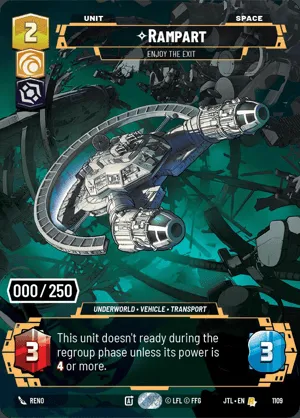 UNIT
SPACE
2
RAMPART
ENJOY THE EXIT
000/250
UNDERWORLD • VEHICLE • TRANSPORT
3
This unit doesn't ready during the
regroup phase unless its power is
4 or more.
3
RENO
© LFL © FFG
JTL • EN
1109